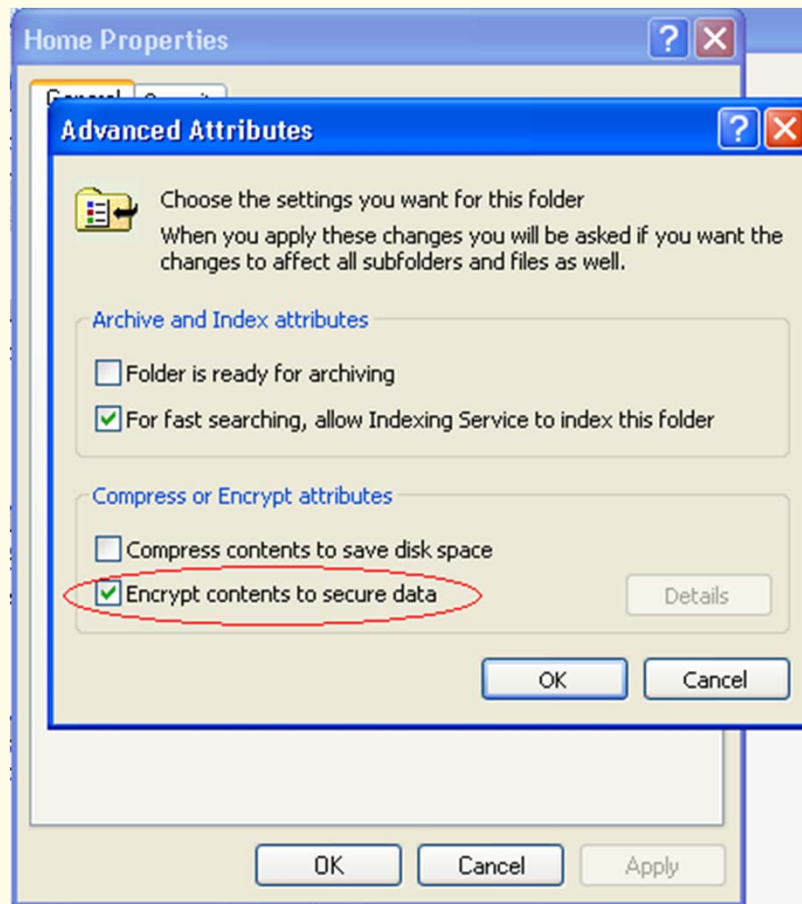 Home Properties
General
Advanced Attributes
Choose the settings you want for this folder
When you apply these changes you will be asked if you want the
changes to affect all subfolders and files as well.
Archive and Index attributes
Folder is ready for archiving
For fast searching, allow Indexing Service to index this folder
Compress or Encrypt attributes
Compress contents to save disk space
Encrypt contents to secure data
Details
OK
Cancel
OK
Cancel
Apply